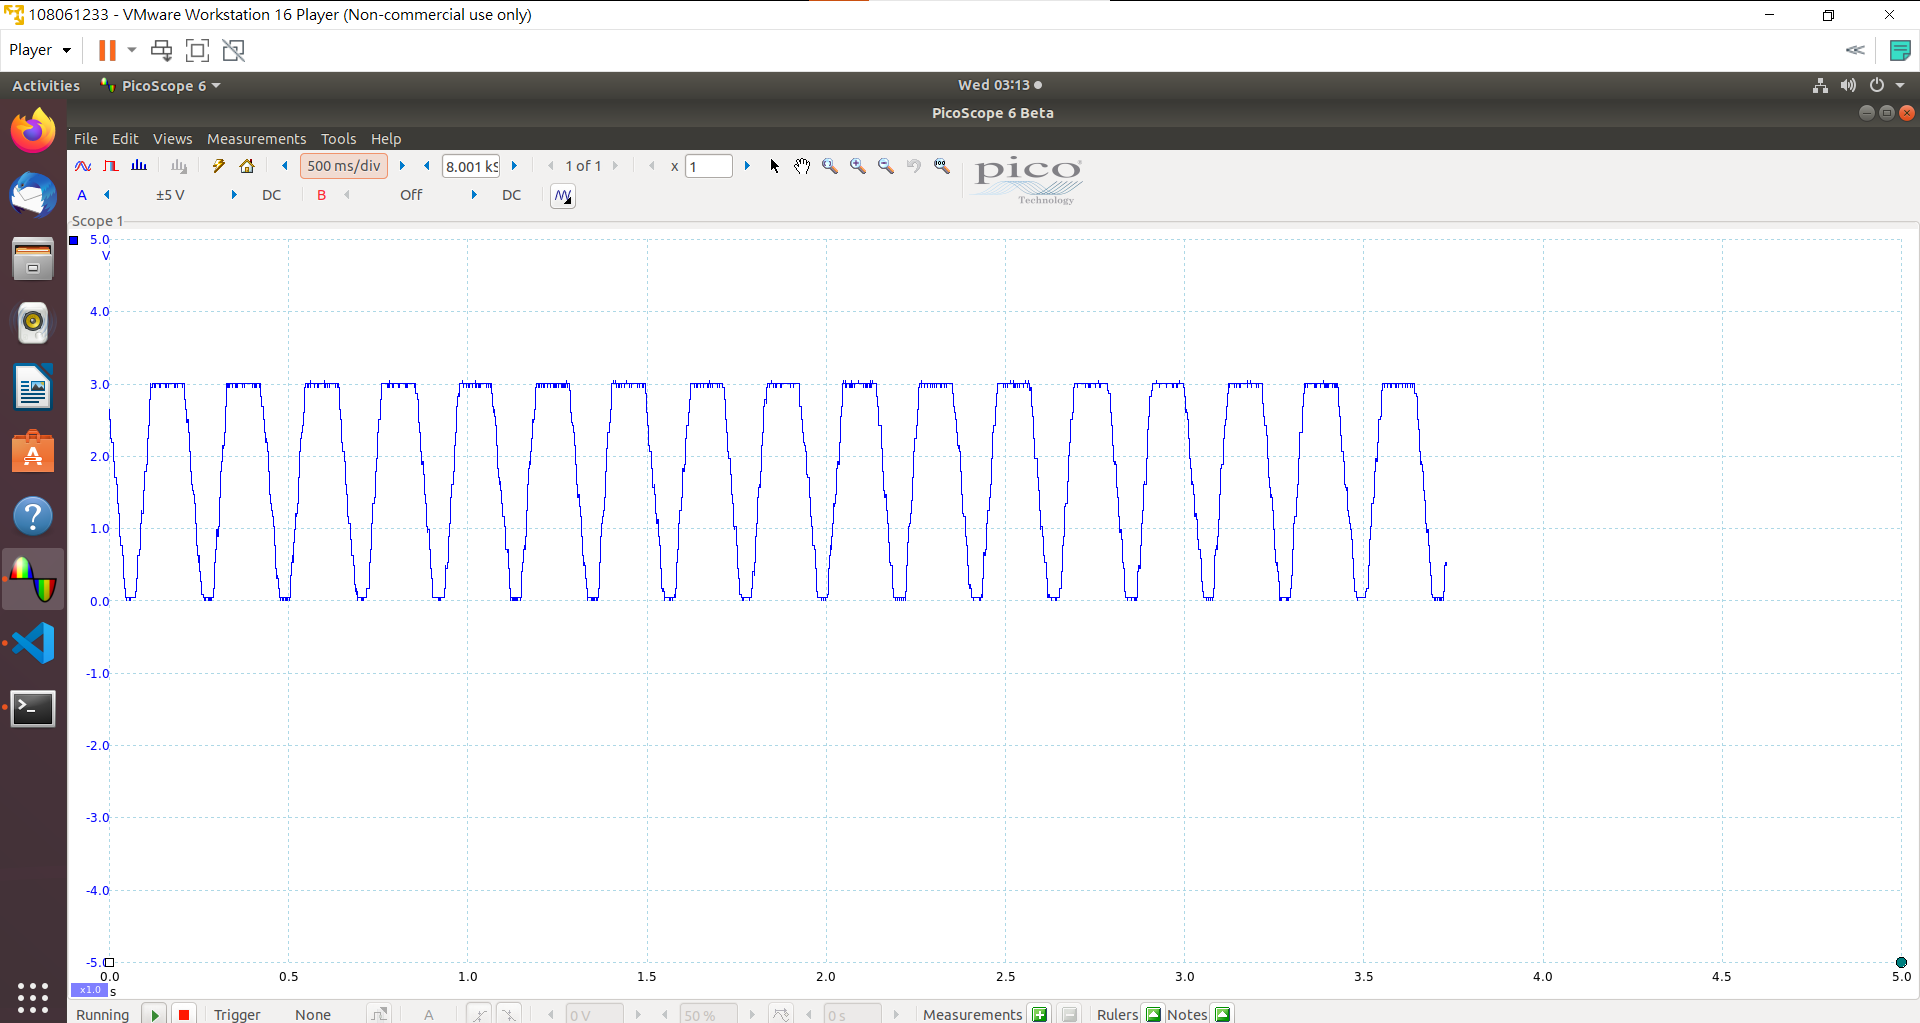 108061233 - VMware Workstation 16 Player (Non-commercial use only)
Player
Activities PicoScope 6 Wed 03:13
PicoScope 6 Beta
File Edit Views Measurements Tools Help
500 ms/div 8.001 kS 1 of 1 x 1
pico
Technology
A ±5 V DC B Off DC
Scope 1
5.0
V
4.0
3.0
2.0
1.0
0.0
-1.0
-2.0
-3.0
-4.0
-5.0
0.0 0.5 1.0 1.5 2.0 2.5 3.0 3.5 4.0 4.5 5.0
x1.0 s
Running Trigger None A 0 V 50 % 0 s Measurements Rulers Notes